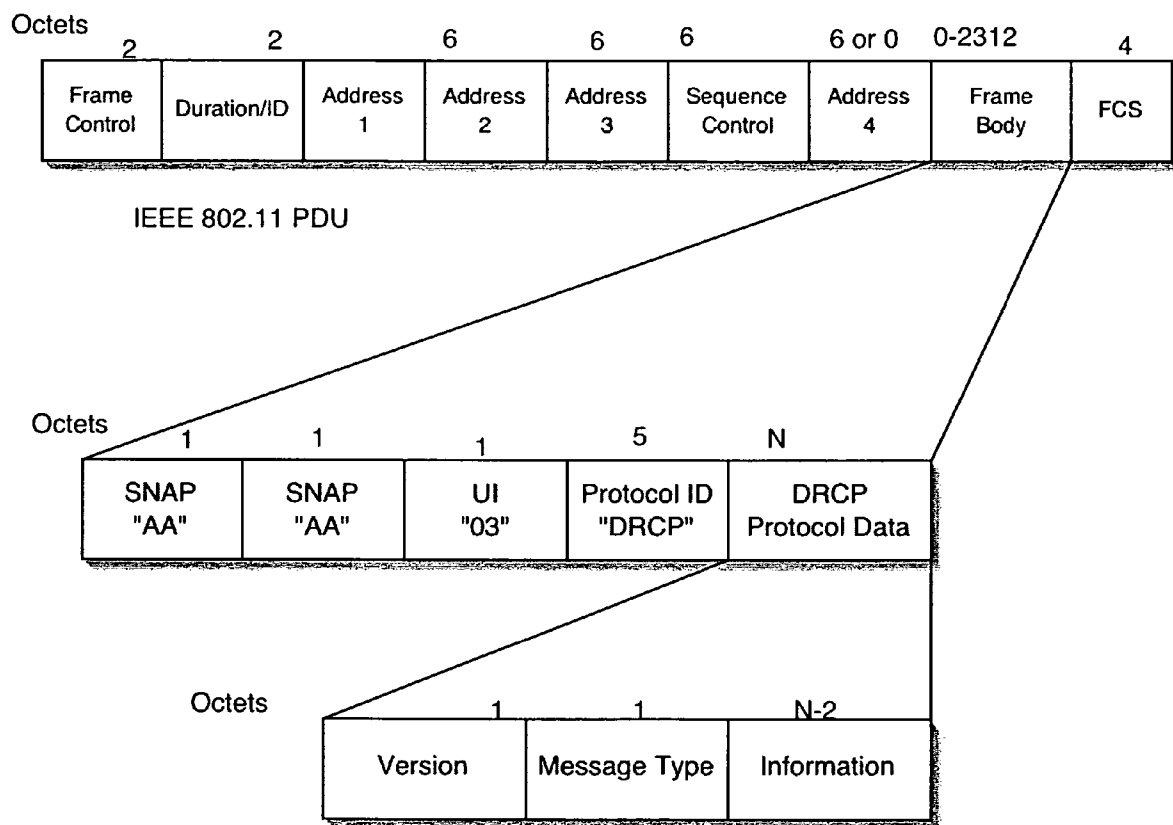 Octets
2 2 6 6 6 6 or 0 0-2312 4
Frame Control
Duration/ID
Address 1
Address 2
Address 3
Sequence Control
Address 4
Frame Body
FCS
IEEE 802.11 PDU
Octets
1 1 1 5 N
SNAP "AA"
SNAP "AA"
UI "03"
Protocol ID "DRCP"
DRCP Protocol Data
Octets
1 1 N-2
Version
Message Type
Information